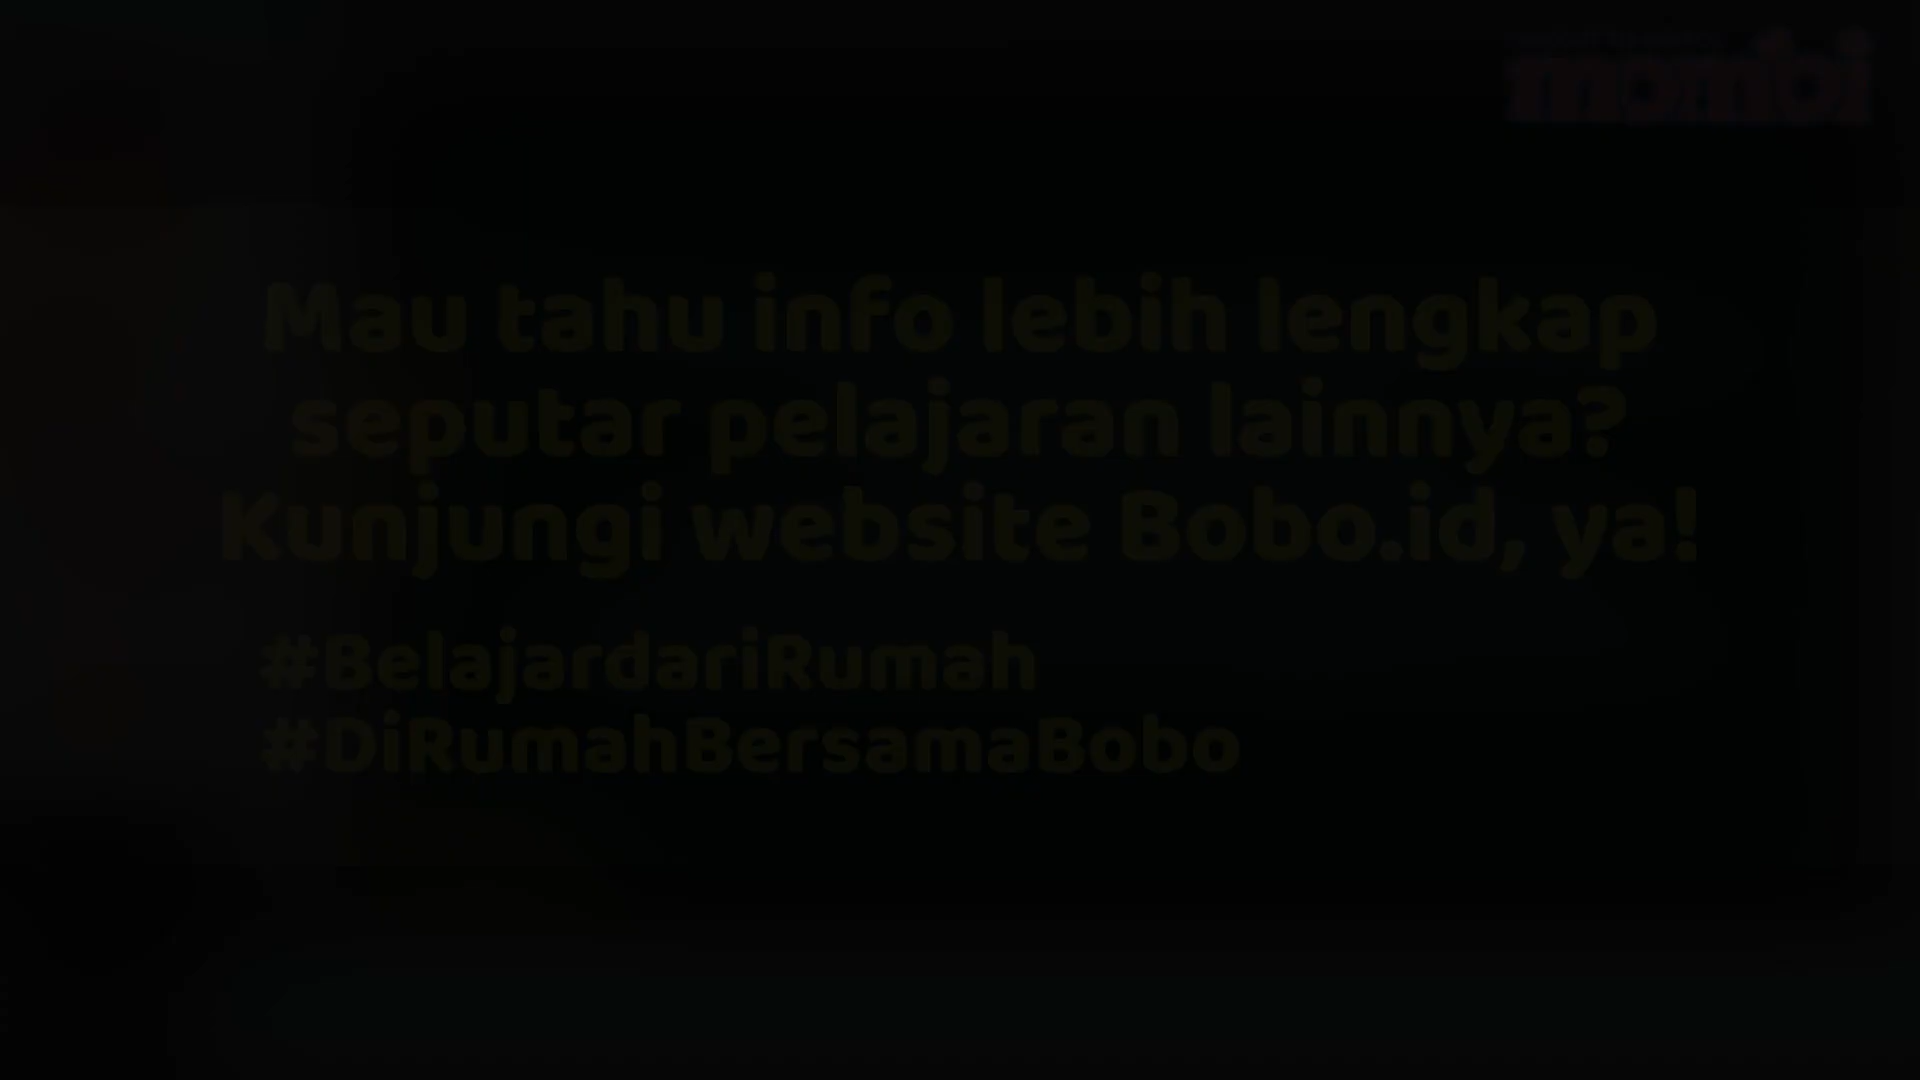 mombi
Mau tahu info lebih lengkap
seputar pelajaran lainnya?
Kunjungi website Bobo.id, ya!
#BelajardariRumah
#DiRumahBersamaBobo